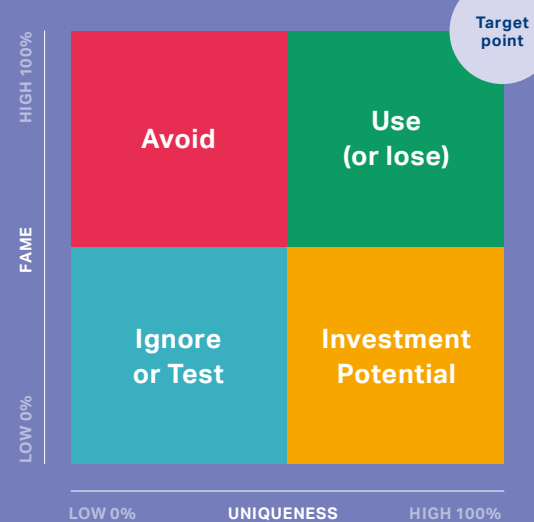 Target
point
HIGH 100%
FAME
LOW 0%
Avoid
Use
(or lose)
Ignore
or Test
Investment
Potential
LOW 0%
UNIQUENESS
HIGH 100%